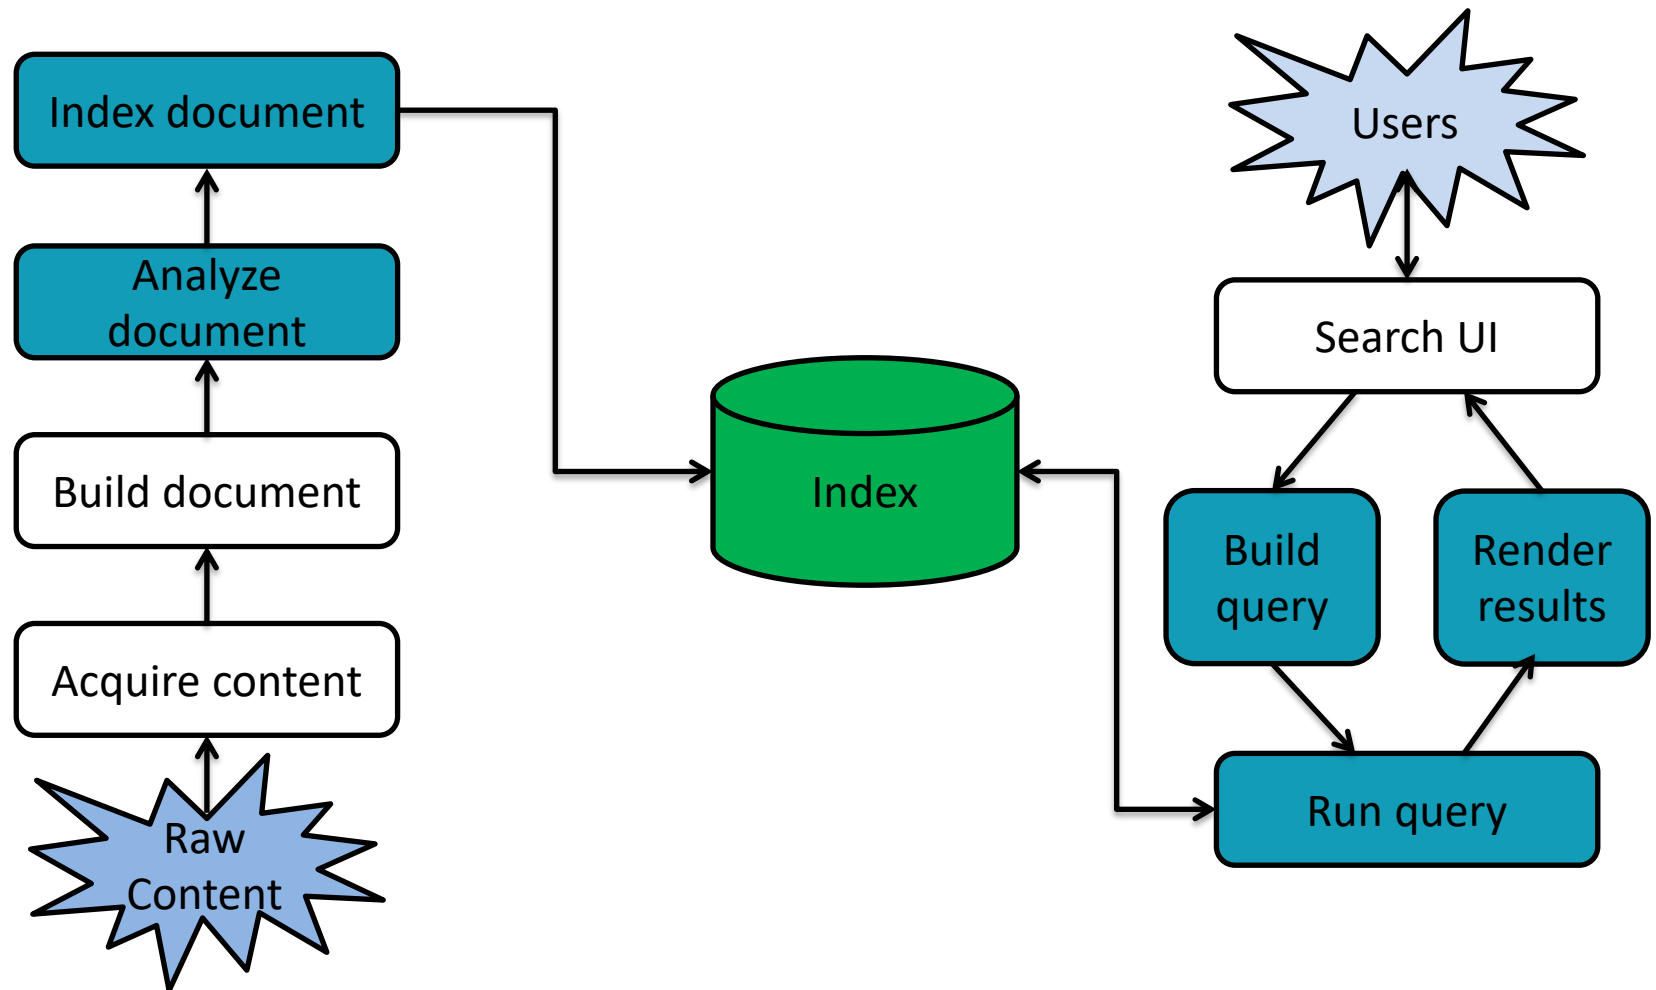 Index document
Analyze
document
Build document
Acquire content
Raw
Content
Index
Users
Search UI
Build
query
Render
results
Run query